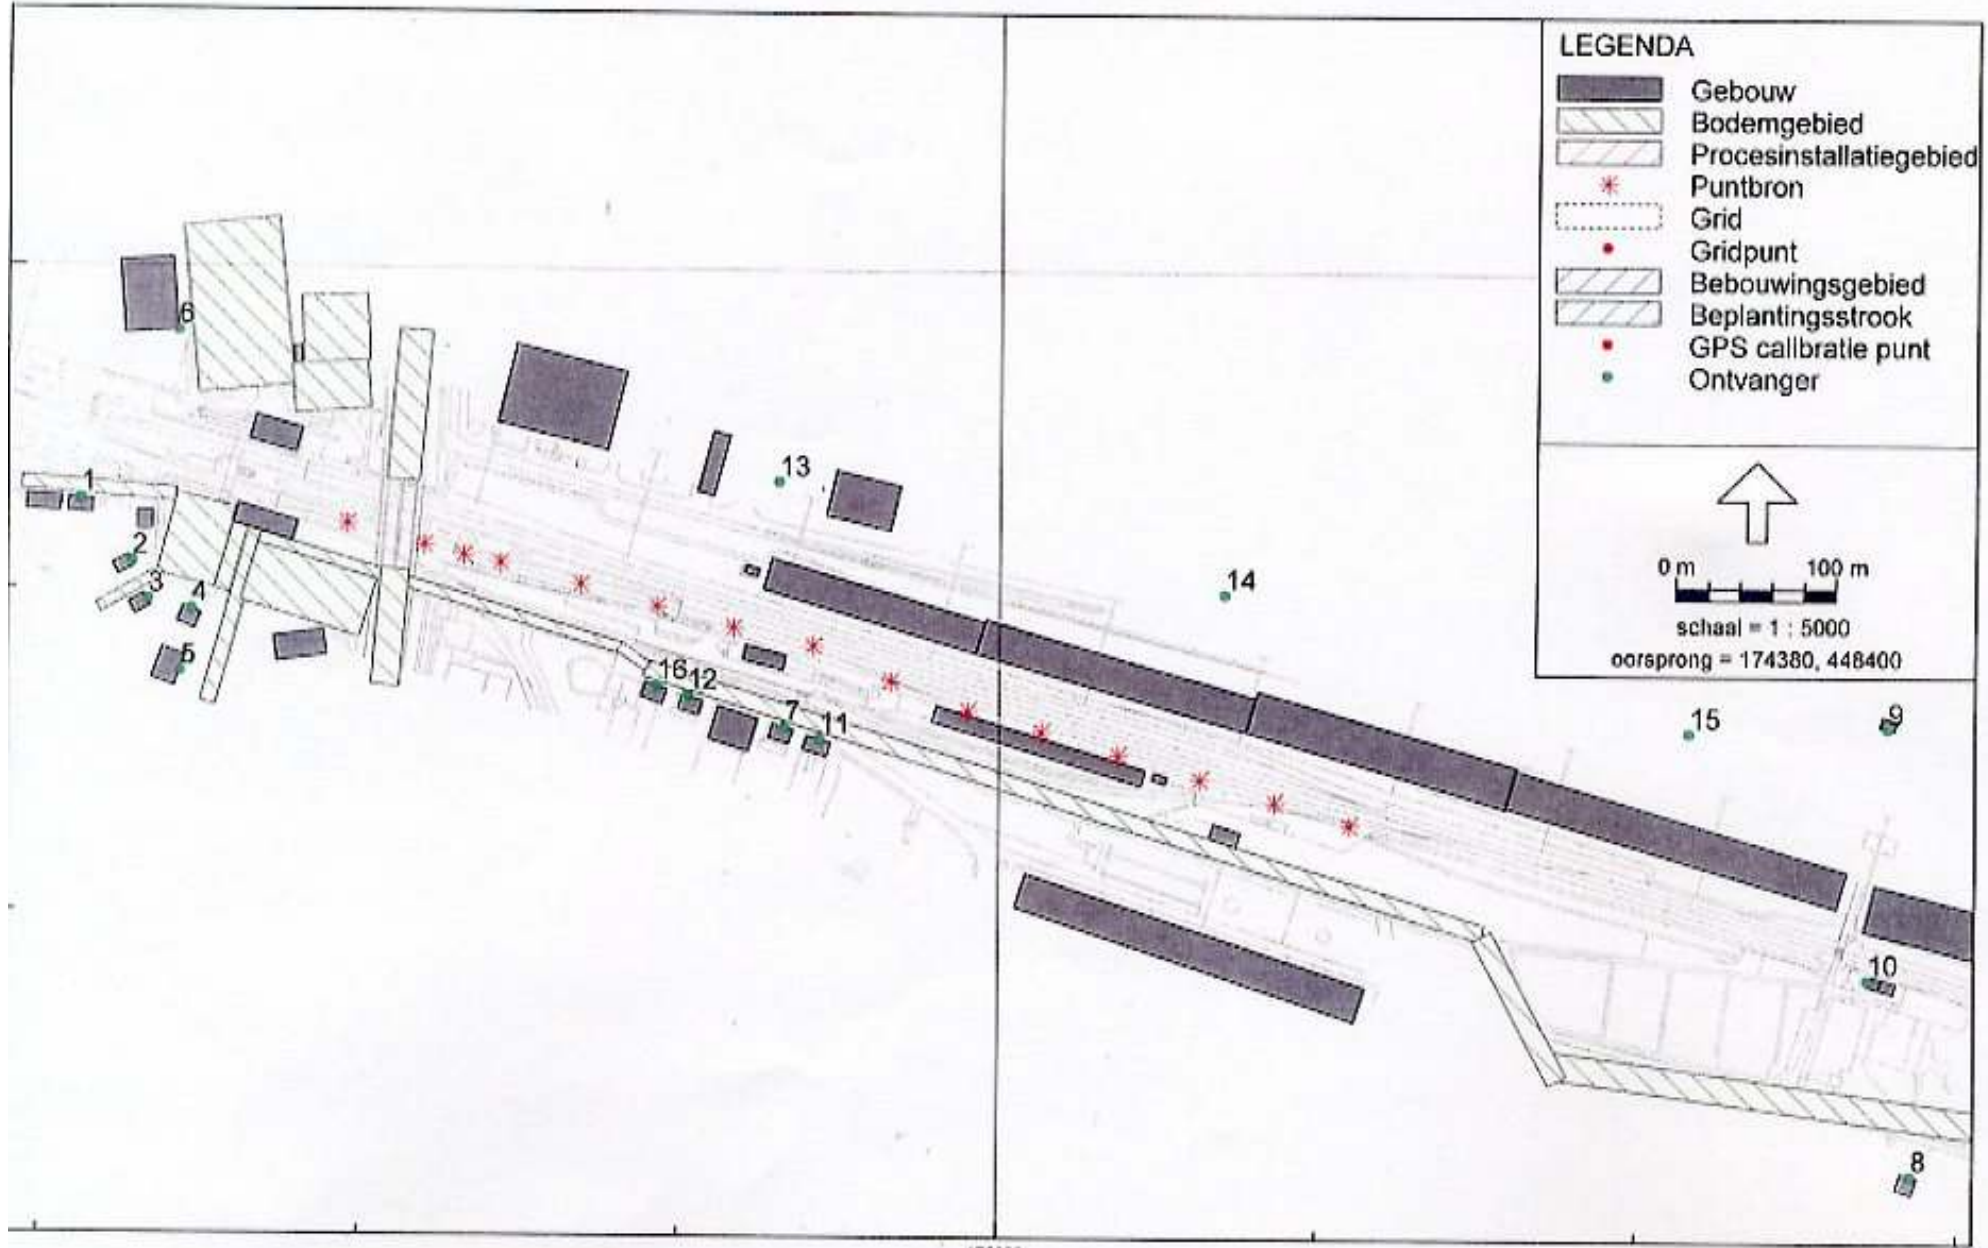 LEGENDA
Gebouw
Bodemgebied
Procesinstallatiegebied
Puntbron
Grid
Gridpunt
Bebouwingsgebied
Beplantingsstrook
GPS calibratie punt
Ontvanger
0 m 100 m
schaal = 1 : 5000
oorsprong = 174380, 448400
6
1
2
3
4
5
13
14
16
12
7
11
15
9
10
8